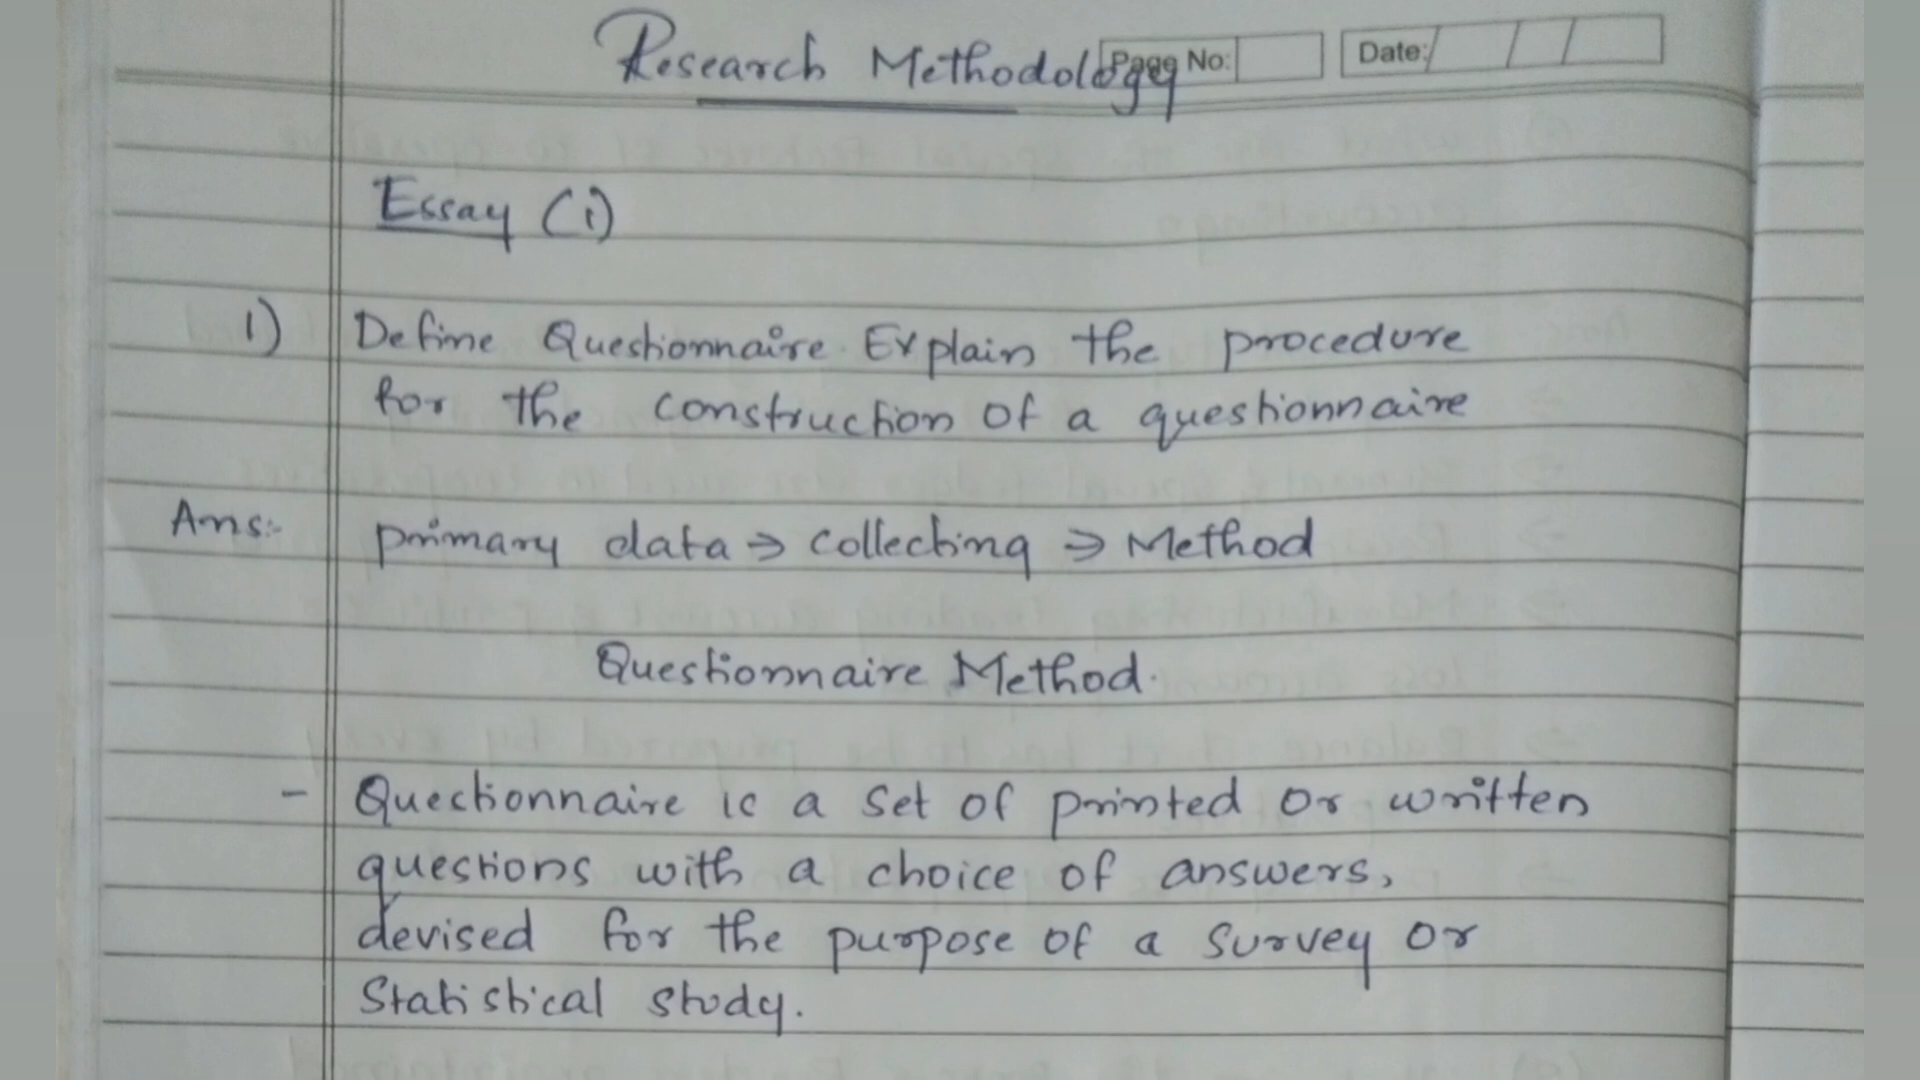 Research Methodology
Page No: Date:
Essay (1)
1) Define Questionnaire Explain the procedure
for the construction of a questionnaire
Ans:- primary data ⇒ collecting ⇒ Method
Questionnaire Method.
- Questionnaire is a set of printed or written
questions with a choice of answers,
devised for the purpose of a survey or
Statistical study.